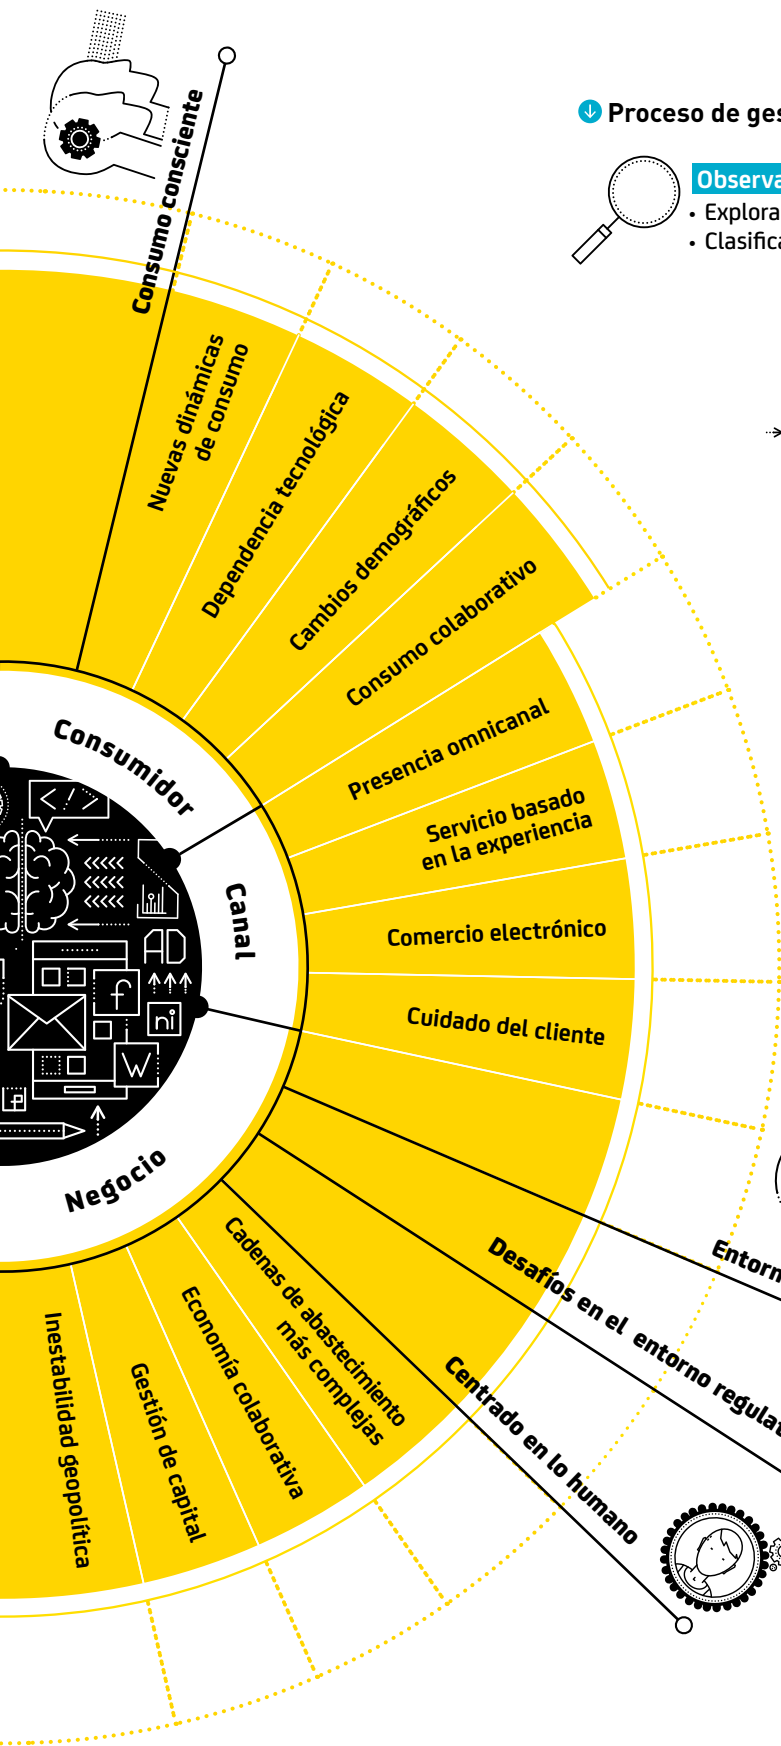 Consumo consciente
Proceso de ges
Observa
• Explora
• Clasifica
Nuevas dinámicas
de consumo
Dependencia tecnológica
Cambios demográficos
Consumo colaborativo
Consumidor
Presencia omnicanal
Servicio basado
en la experiencia
Canal
Comercio electrónico
Cuidado del cliente
</>
AD
f
ni
W
Negocio
Entorn
Desafíos en el entorno regulat
Centrado en lo humano
Cadenas de abastecimiento
más complejas
Economía colaborativa
Gestión de capital
Inestabilidad geopolítica